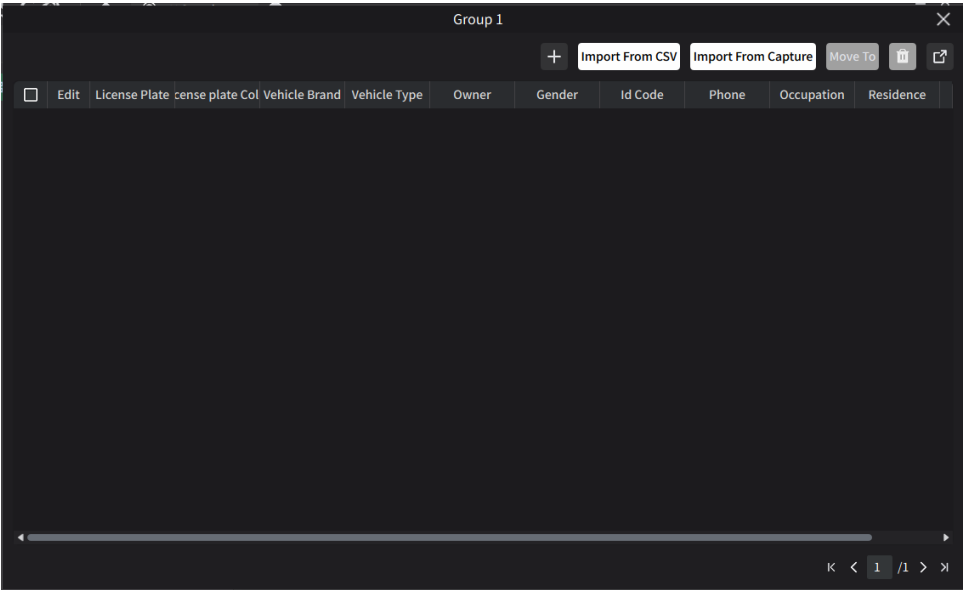 Group 1
Import From CSV Import From Capture Move To
Edit License Plate cense plate Col Vehicle Brand Vehicle Type Owner Gender Id Code Phone Occupation Residence
1 /1